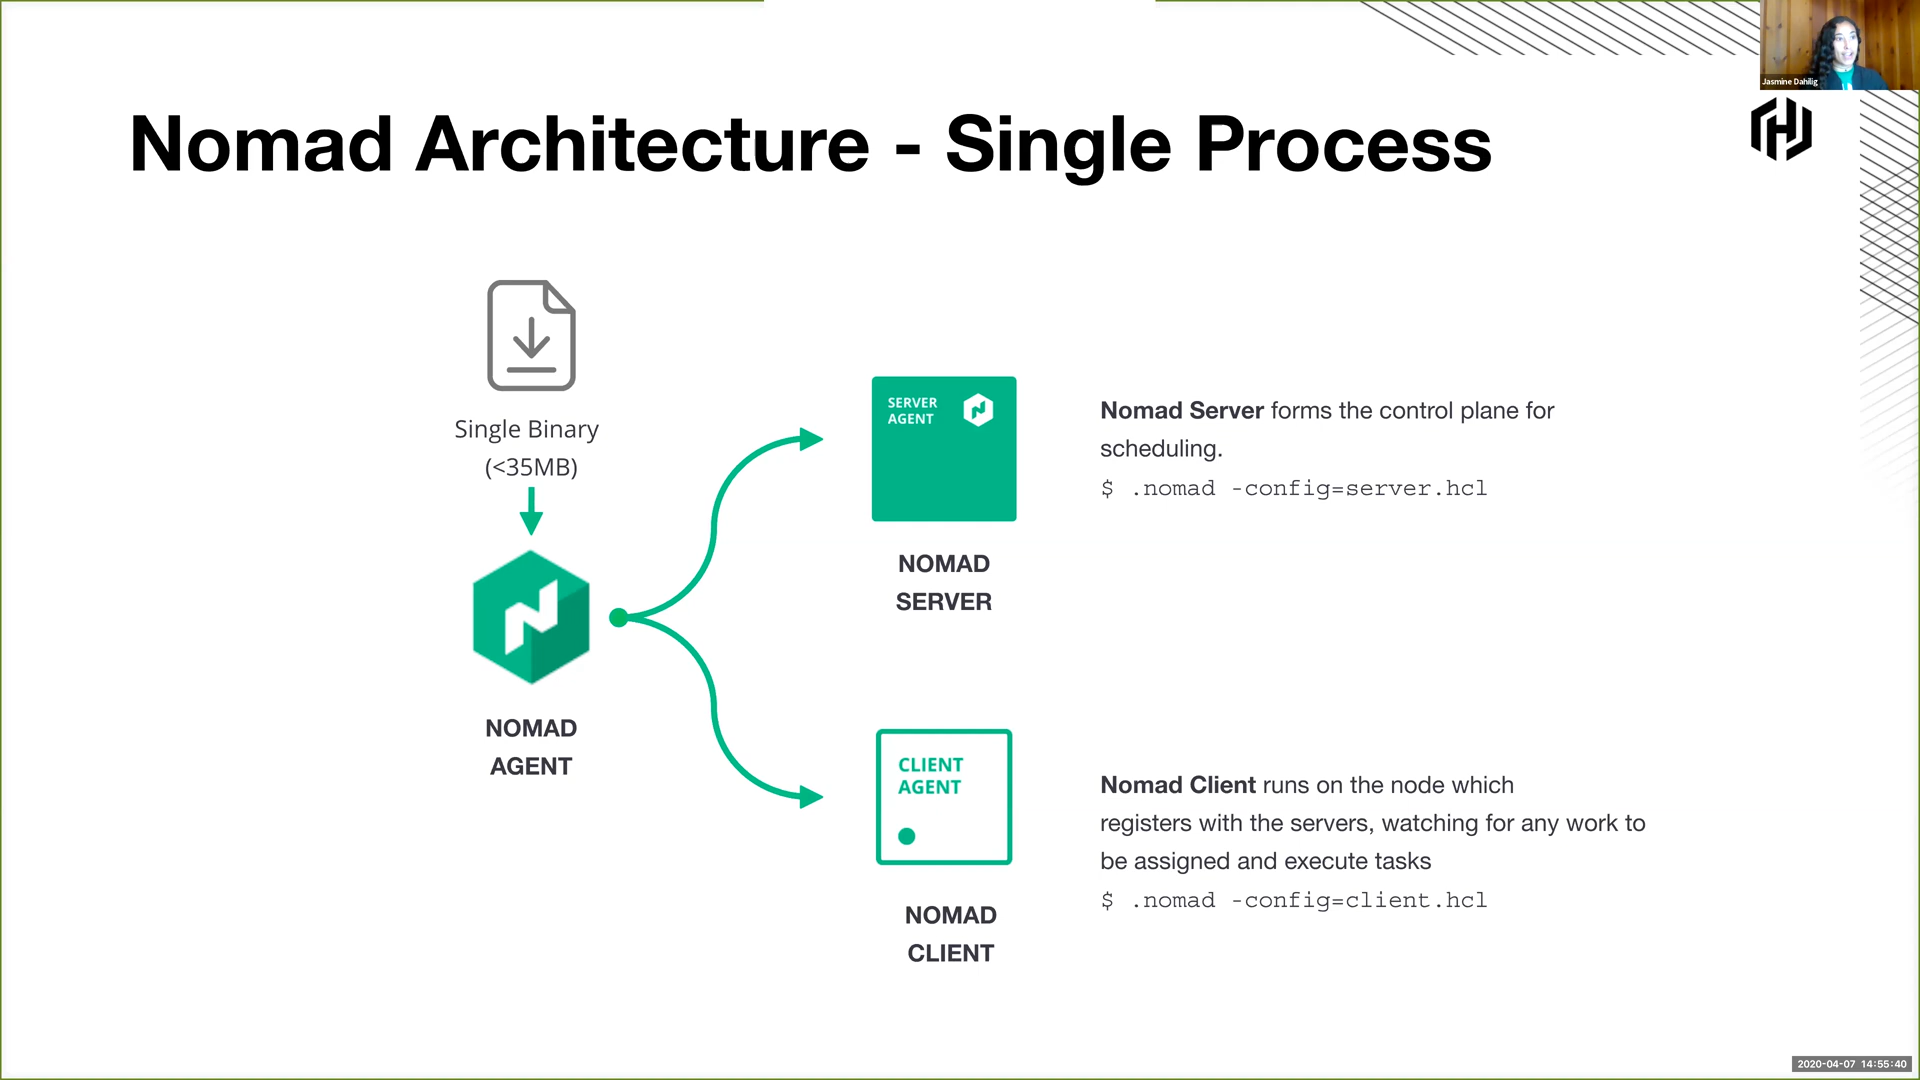 Jasmine Dahilig
Nomad Architecture - Single Process
Single Binary
(<35MB)
NOMAD
AGENT
SERVER
AGENT
NOMAD
SERVER
Nomad Server forms the control plane for
scheduling.
$ .nomad -config=server.hcl
CLIENT
AGENT
NOMAD
CLIENT
Nomad Client runs on the node which
registers with the servers, watching for any work to
be assigned and execute tasks
$ .nomad -config=client.hcl
2020-04-07 14:55:40